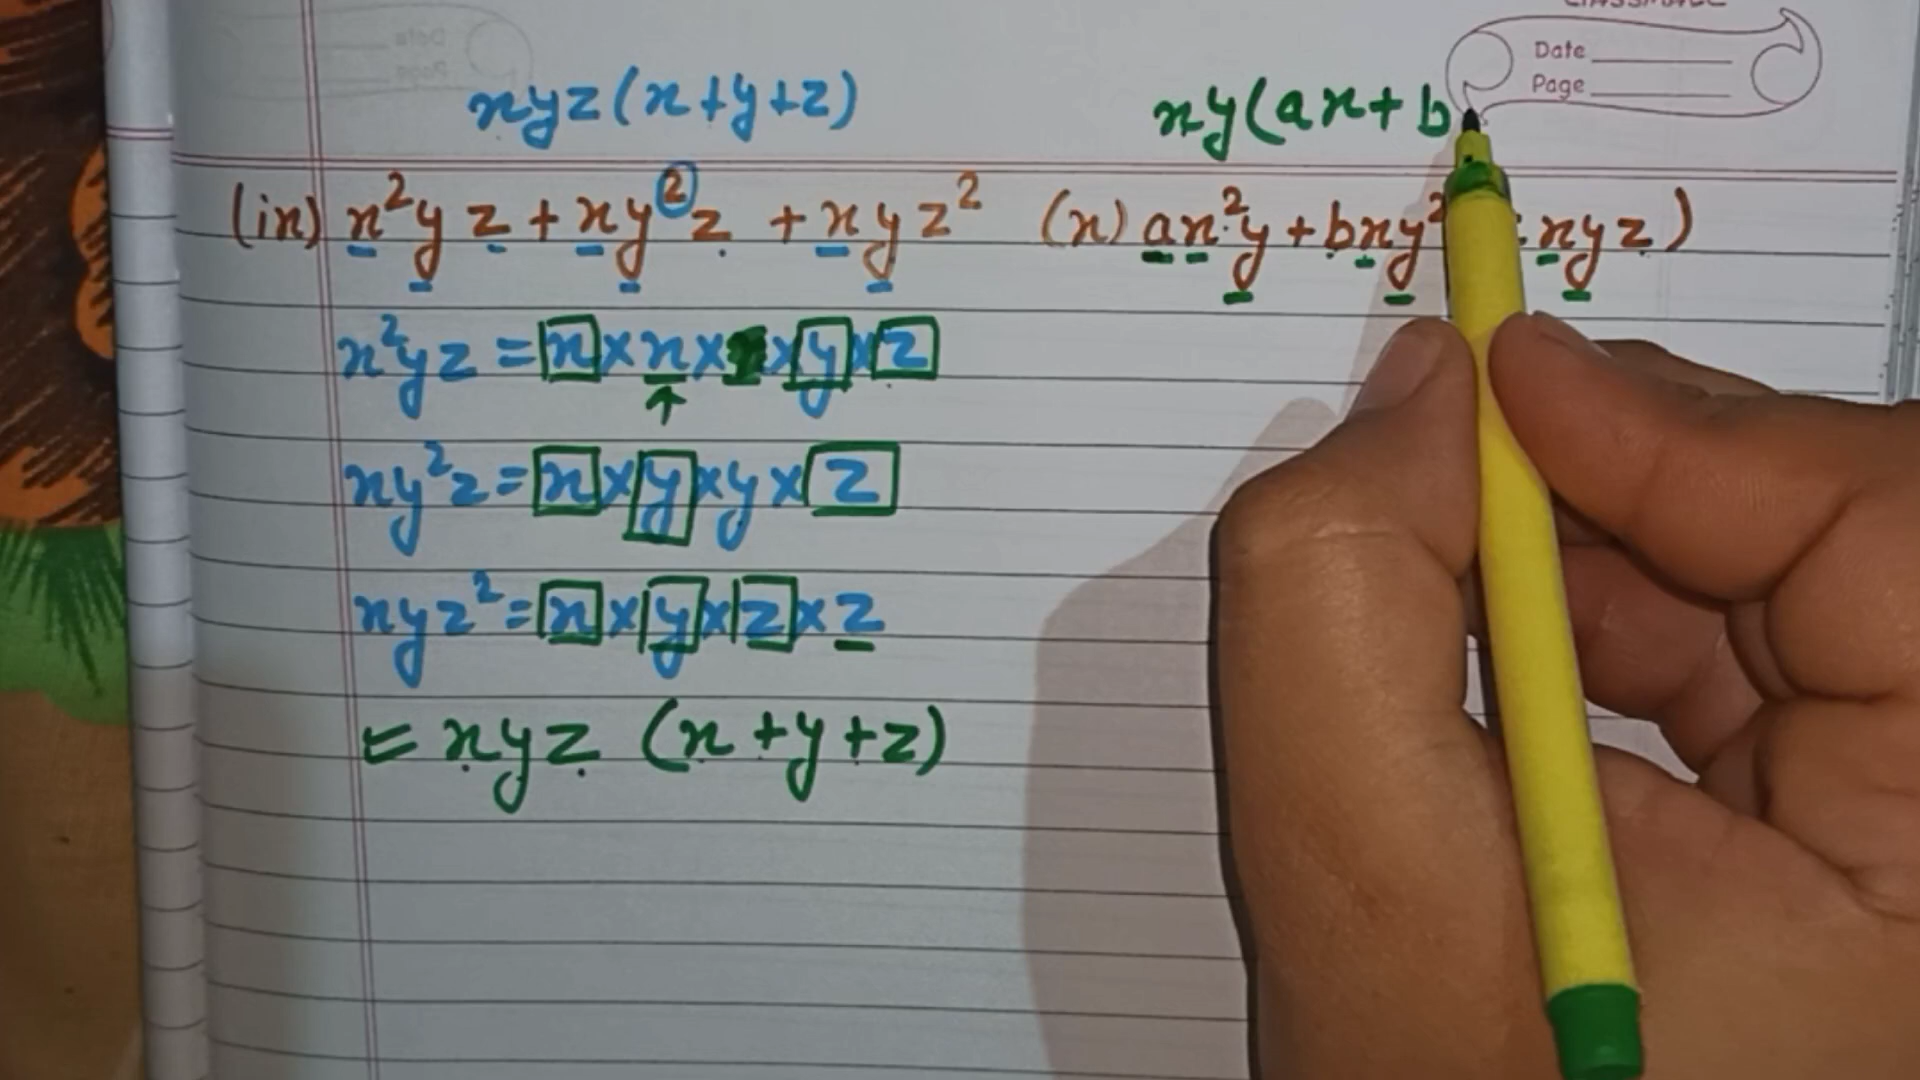 Date
Page
xyz(x+y+z)
xy(ax+b
(ix) x²yz + xy²z + xyz²
(x) ax²y + bxy² xyz)
x²yz = x × x × × y × z
xy²z = x × y × y × z
xyz² = x × y × z × z
= xyz (x+y+z)